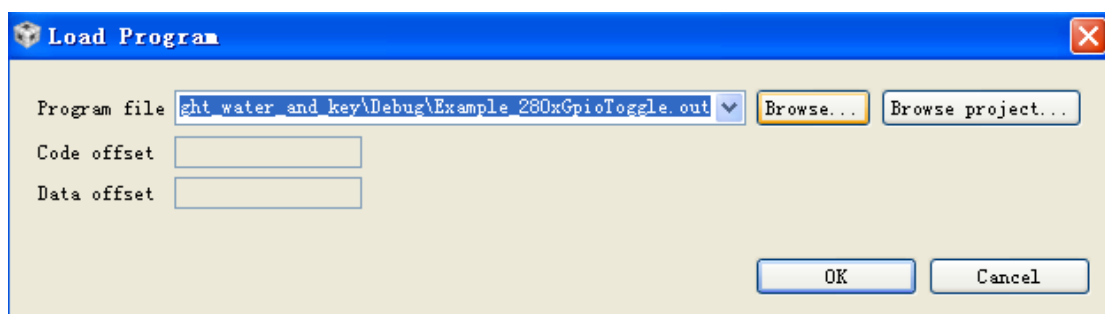 Load Program
Program file ght_water_and_key\Debug\Example_280xGpioToggle.out Browse... Browse project...
Code offset
Data offset
OK Cancel